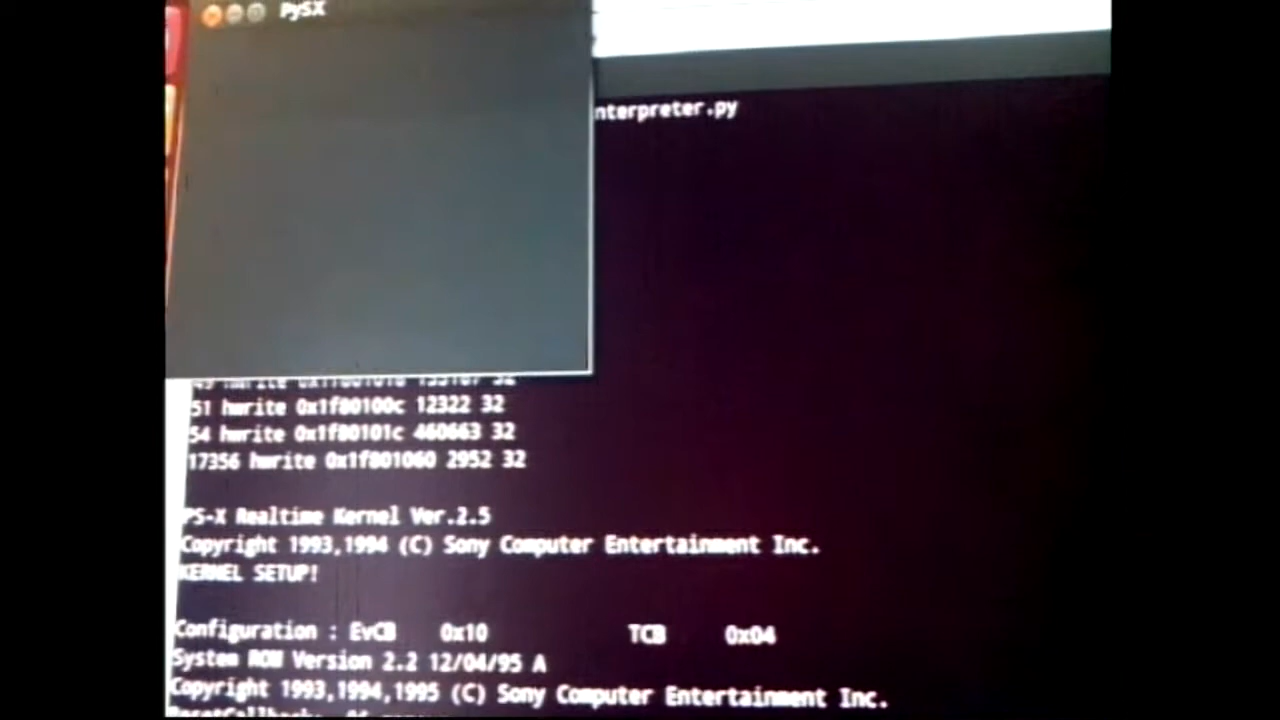 PySX
nterpreter.py
51 hwrite 0x1f80100c 12322 32
54 hwrite 0x1f80101c 460663 32
17356 hwrite 0x1f801060 2952 32
PS-X Realtime Kernel Ver.2.5
Copyright 1993,1994 (C) Sony Computer Entertainment Inc.
KERNEL SETUP!
Configuration : EvCB 0x10 TCB 0x04
System ROM Version 2.2 12/04/95 A
Copyright 1993,1994,1995 (C) Sony Computer Entertainment Inc.